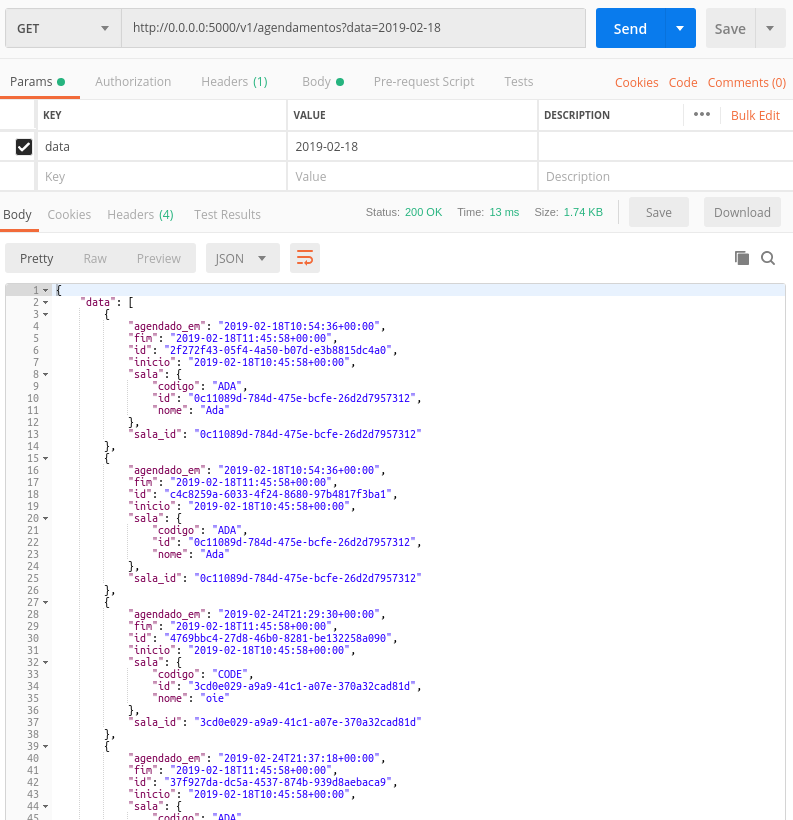 GET http://0.0.0.0:5000/v1/agendamentos?data=2019-02-18 Send Save
Params Authorization Headers (1) Body Pre-request Script Tests Cookies Code Comments (0)
KEY VALUE DESCRIPTION ••• Bulk Edit
data 2019-02-18
Key Value Description
Body Cookies Headers (4) Test Results Status: 200 OK Time: 13 ms Size: 1.74 KB Save Download
Pretty Raw Preview JSON
1 {
2 "data": [
3 {
4 "agendado_em": "2019-02-18T10:54:36+00:00",
5 "fim": "2019-02-18T11:45:58+00:00",
6 "id": "2f272f43-05f4-4a50-b07d-e3b8815dc4a0",
7 "inicio": "2019-02-18T10:45:58+00:00",
8 "sala": {
9 "codigo": "ADA",
10 "id": "0c11089d-784d-475e-bcfe-26d2d7957312",
11 "nome": "Ada"
12 },
13 "sala_id": "0c11089d-784d-475e-bcfe-26d2d7957312"
14 },
15 {
16 "agendado_em": "2019-02-18T10:54:36+00:00",
17 "fim": "2019-02-18T11:45:58+00:00",
18 "id": "c4c8259a-6033-4f24-8680-97b4817f3ba1",
19 "inicio": "2019-02-18T10:45:58+00:00",
20 "sala": {
21 "codigo": "ADA",
22 "id": "0c11089d-784d-475e-bcfe-26d2d7957312",
23 "nome": "Ada"
24 },
25 "sala_id": "0c11089d-784d-475e-bcfe-26d2d7957312"
26 },
27 {
28 "agendado_em": "2019-02-24T21:29:30+00:00",
29 "fim": "2019-02-18T11:45:58+00:00",
30 "id": "4769bbc4-27d8-46b0-8281-be132258a090",
31 "inicio": "2019-02-18T10:45:58+00:00",
32 "sala": {
33 "codigo": "CODE",
34 "id": "3cd0e029-a9a9-41c1-a07e-370a32cad81d",
35 "nome": "oie"
36 },
37 "sala_id": "3cd0e029-a9a9-41c1-a07e-370a32cad81d"
38 },
39 {
40 "agendado_em": "2019-02-24T21:37:18+00:00",
41 "fim": "2019-02-18T11:45:58+00:00",
42 "id": "37f927da-dc5a-4537-874b-939d8aebaca9",
43 "inicio": "2019-02-18T10:45:58+00:00",
44 "sala": {
45 "codigo": "ADA"